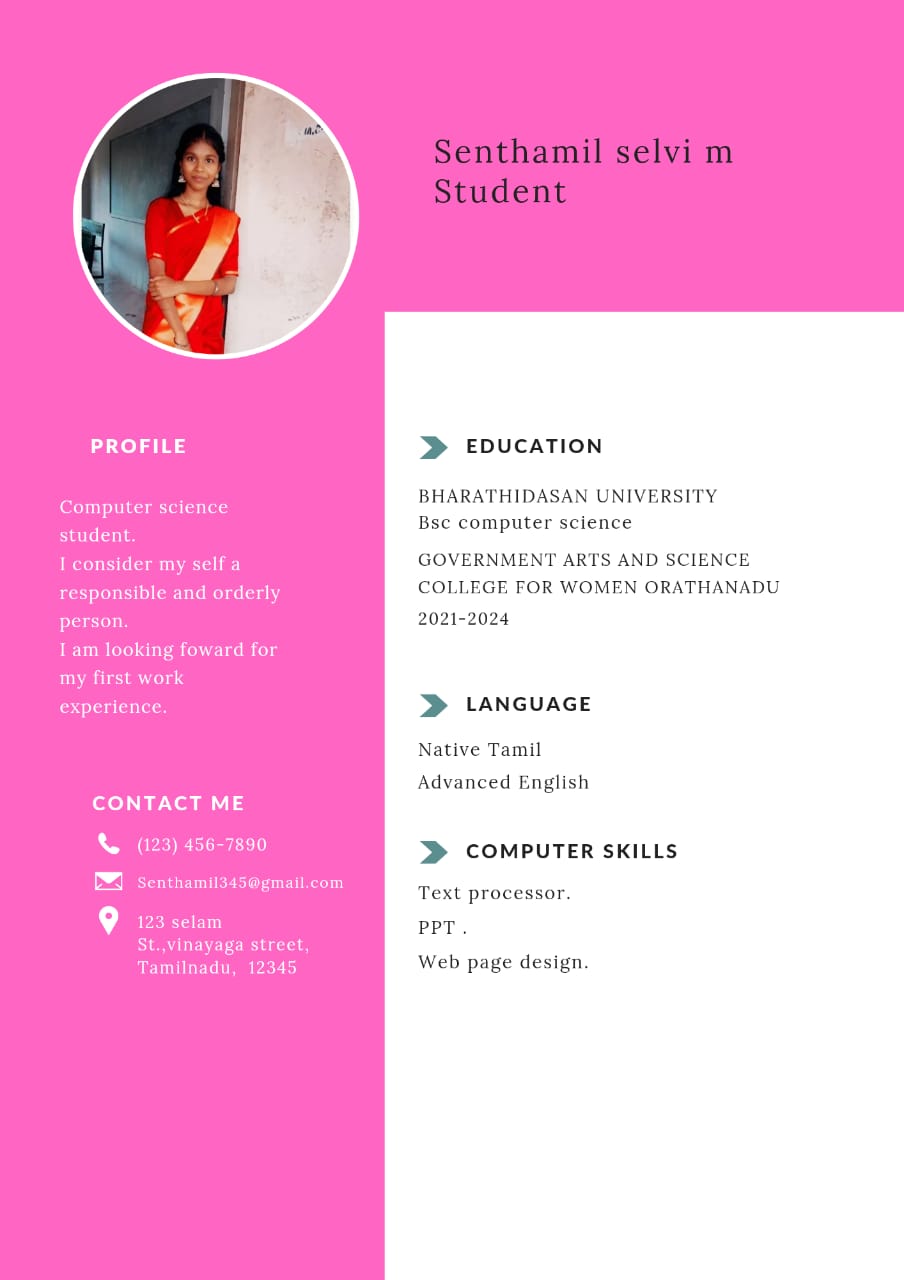 Senthamil selvi m
Student
PROFILE
Computer science
student.
I consider my self a
responsible and orderly
person.
I am looking foward for
my first work
experience.
CONTACT ME
(123) 456-7890
Senthamil345@gmail.com
123 selam
St.,vinayaga street,
Tamilnadu,  12345
EDUCATION
BHARATHIDASAN UNIVERSITY
Bsc computer science
GOVERNMENT ARTS AND SCIENCE
COLLEGE FOR WOMEN ORATHANADU
2021-2024
LANGUAGE
Native Tamil
Advanced English
COMPUTER SKILLS
Text processor.
PPT .
Web page design.